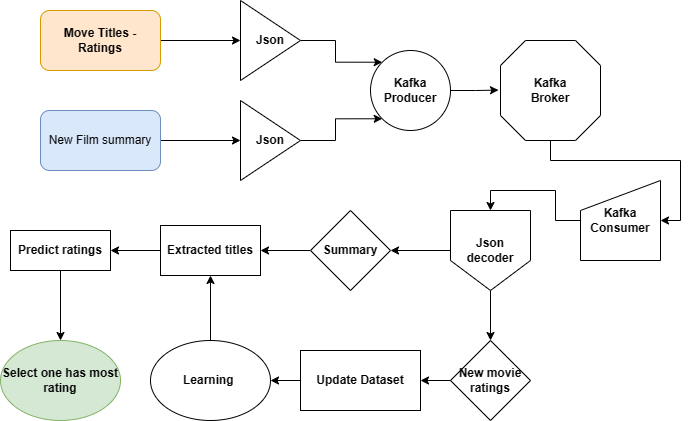 Move Titles -
Ratings
Json
Kafka
Producer
Kafka
Broker
New Film summary
Json
Kafka
Consumer
Json
decoder
Summary
Extracted titles
Predict ratings
Select one has most
rating
Learning
Update Dataset
New movie
ratings